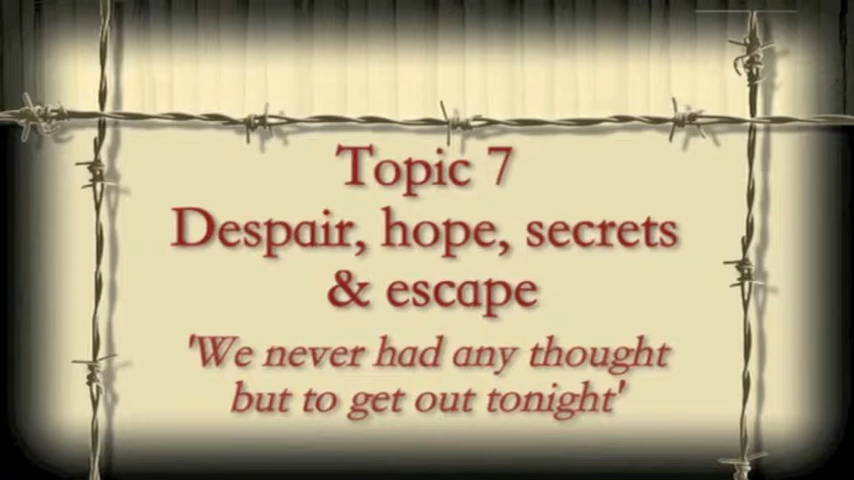 Topic 7
Despair, hope, secrets
& escape
'We never had any thought
but to get out tonight'